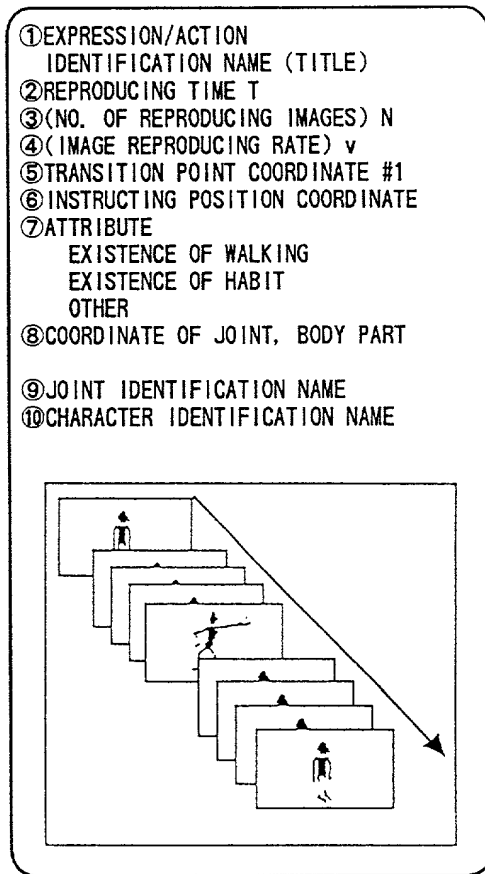 ①EXPRESSION/ACTION
IDENTIFICATION NAME (TITLE)
②REPRODUCING TIME T
③(NO. OF REPRODUCING IMAGES) N
④(IMAGE REPRODUCING RATE) v
⑤TRANSITION POINT COORDINATE #1
⑥INSTRUCTING POSITION COORDINATE
⑦ATTRIBUTE
EXISTENCE OF WALKING
EXISTENCE OF HABIT
OTHER
⑧COORDINATE OF JOINT, BODY PART
⑨JOINT IDENTIFICATION NAME
⑩CHARACTER IDENTIFICATION NAME